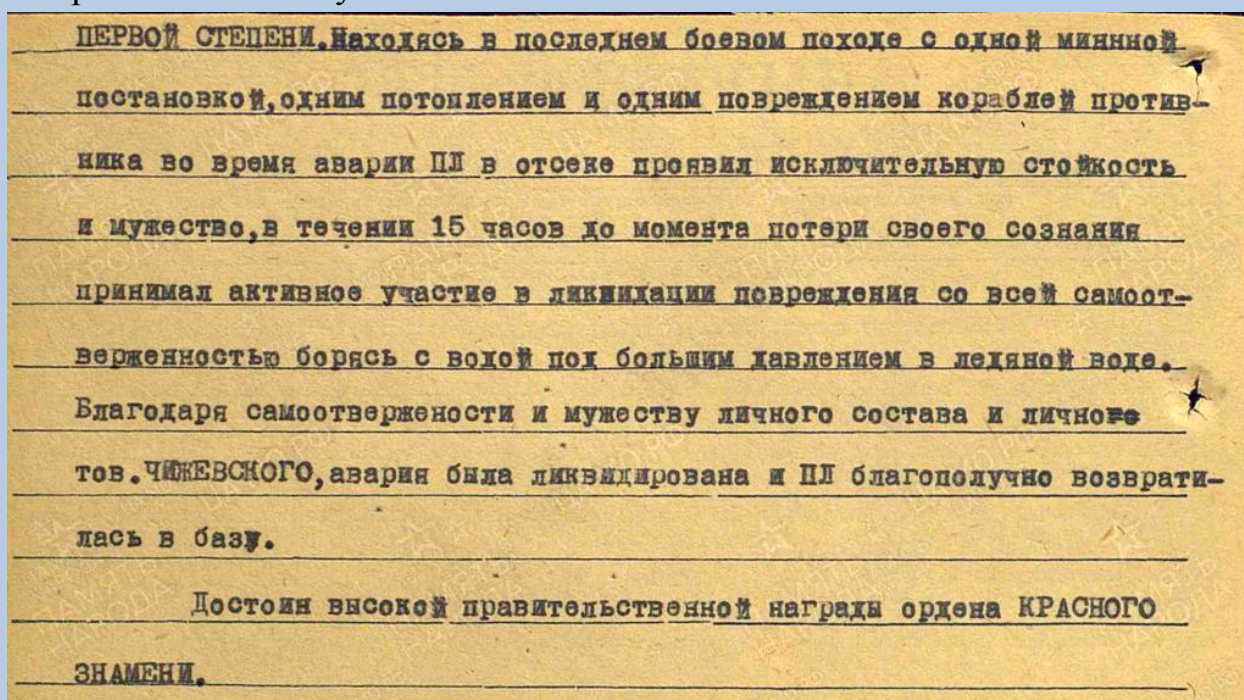 ПЕРВОЙ СТЕПЕНИ.Находясь в последнем боевом походе с одной миннной
постановкой,одним потоплением и одним повреждением кораблей против-
ника во время аварии ПЛ в отсеке проявил исключительную стойкость
и мужество,в течении 15 часов до момента потери своего сознания
принимал активное участие в ликвидации повреждения со всей самоот-
верженностью борясь с водой под большим давлением в ледяной воде.
Благодаря самоотвержености и мужеству личного состава и лично
тов.ЧИЖЕВСКОГО,авария была ликвидирована и ПЛ благополучно возврати-
лась в базу.
Достоин высокой правительственной награды ордена КРАСНОГО
ЗНАМЕНИ.